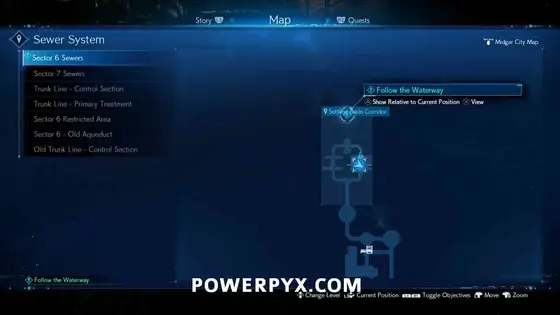 Story Map Quests
Sewer System
Midgar City Map
Sector 6 Sewers
Sector 7 Sewers
Trunk Line - Control Section
Trunk Line - Primary Treatment
Sector 6 Restricted Area
Sector 6 - Old Aqueduct
Old Trunk Line - Control Section
Follow the Waterway
Show Relative to Current Position View
Corridor
Follow the Waterway
POWERPYX.COM
Change Level Current Position Toggle Objectives Move Zoom